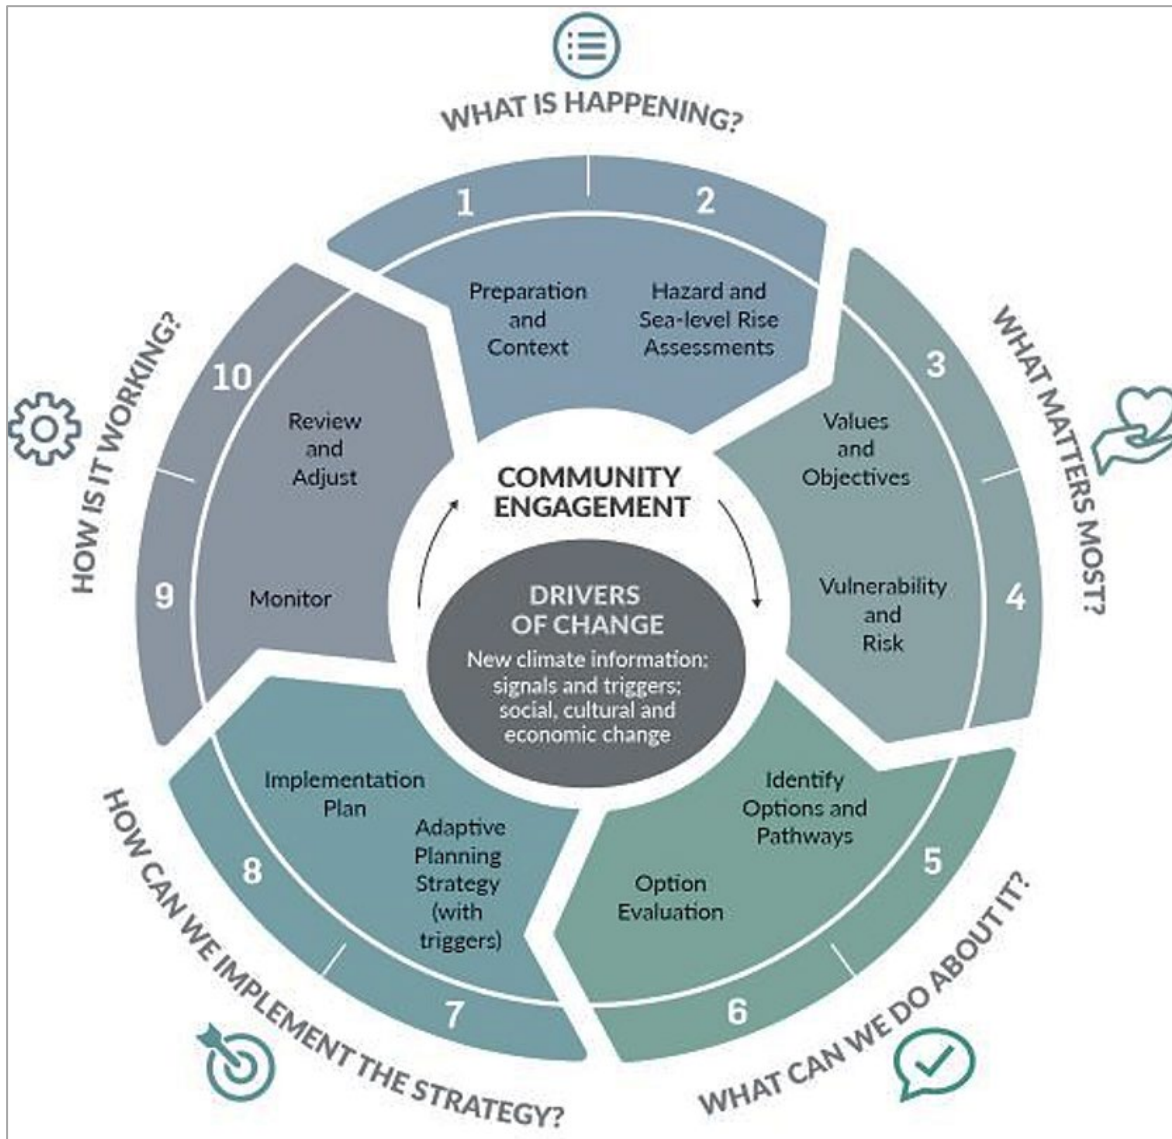 WHAT IS HAPPENING?
1
2
Preparation
and
Context
Hazard and
Sea-level Rise
Assessments
WHAT MATTERS MOST?
3
4
Values
and
Objectives
Vulnerability
and
Risk
WHAT CAN WE DO ABOUT IT?
5
6
Identify
Options and
Pathways
Option
Evaluation
HOW CAN WE IMPLEMENT THE STRATEGY?
7
8
Adaptive
Planning
Strategy
(with
triggers)
Implementation
Plan
HOW IS IT WORKING?
9
10
Monitor
Review
and
Adjust
COMMUNITY
ENGAGEMENT
DRIVERS
OF CHANGE
New climate information;
signals and triggers;
social, cultural and
economic change